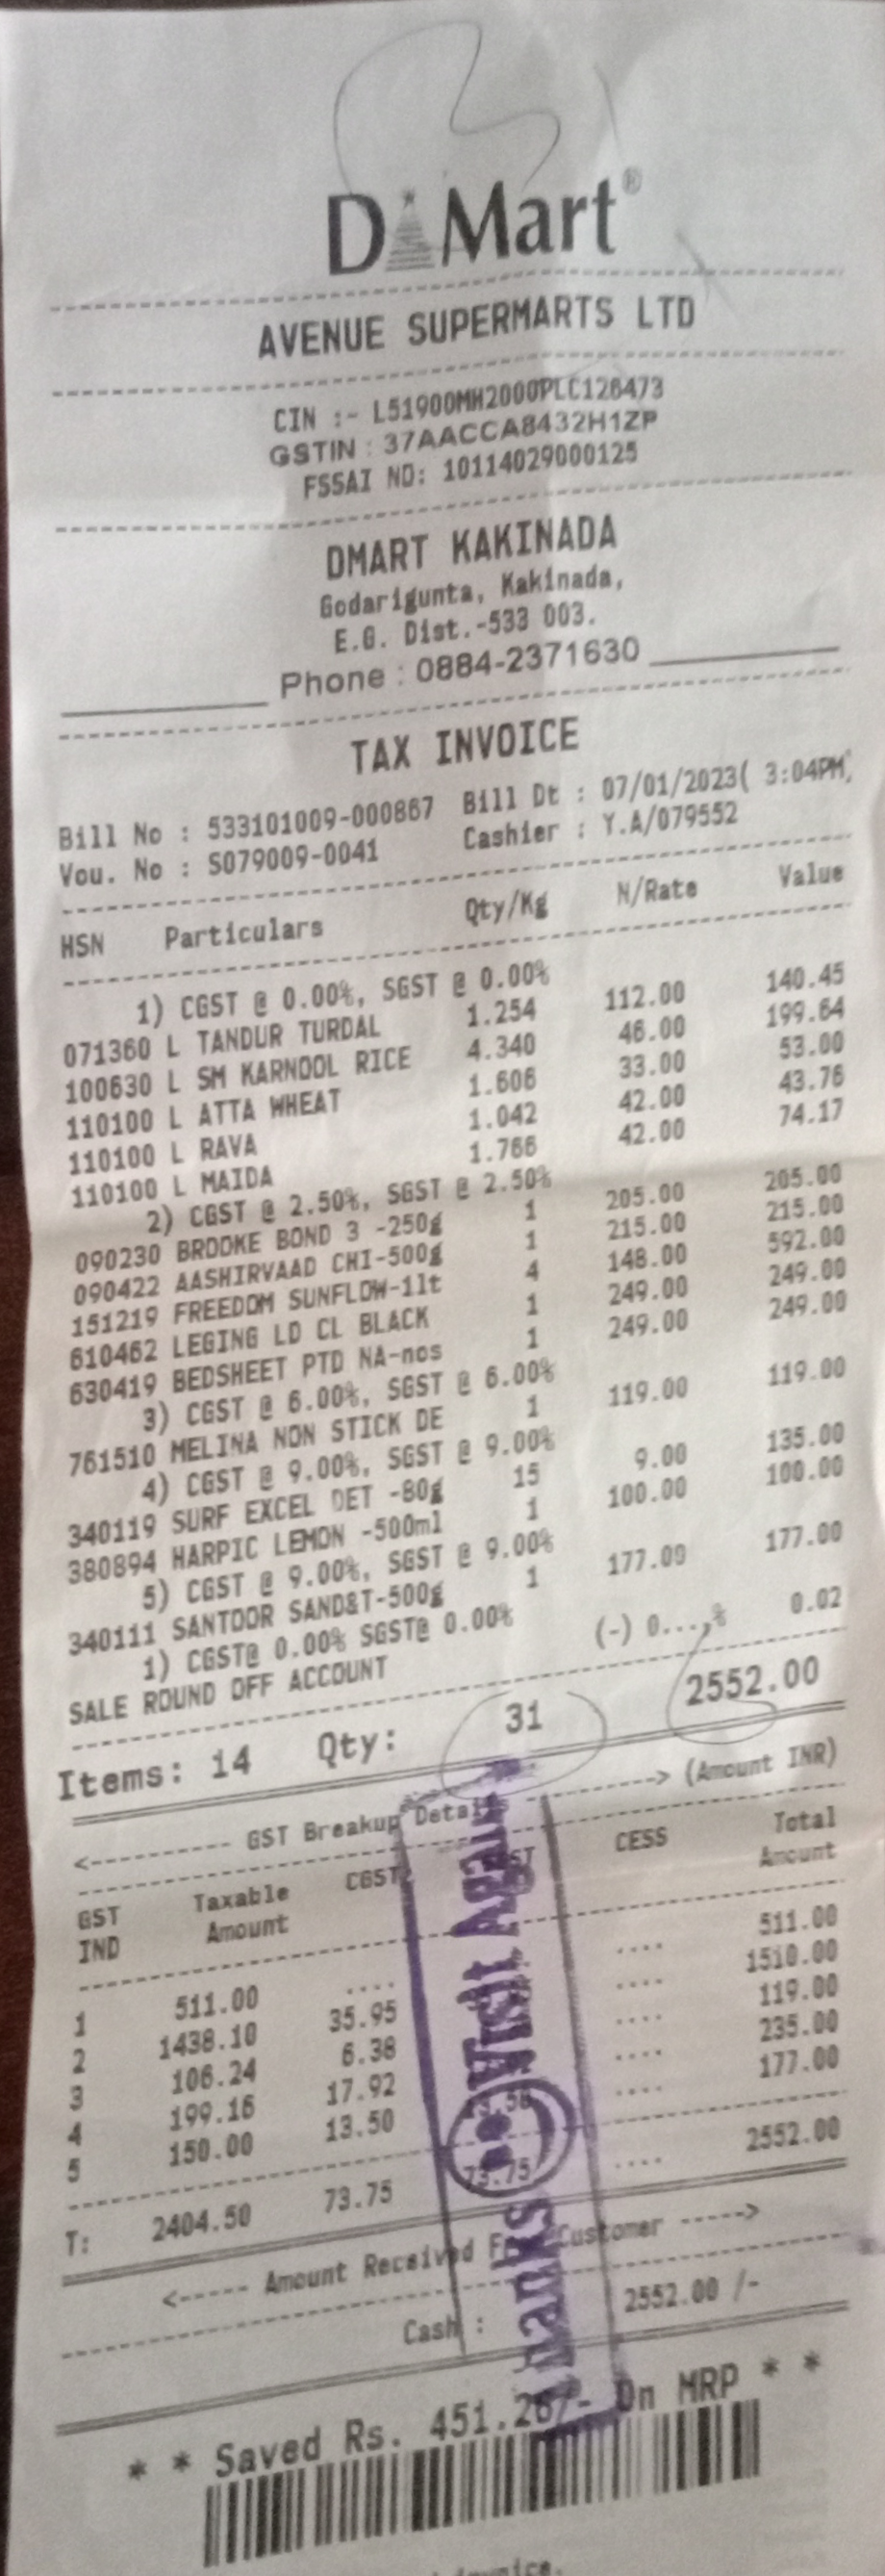 D Mart®
AVENUE SUPERMARTS LTD
CIN :- L51900MH2000PLC126473
GSTIN : 37AACCA8432H1ZP
FSSAI NO: 10114029000125
DMART KAKINADA
Godarigunta, Kakinada,
E.G. Dist.-533 003.
Phone : 0884-2371630
TAX INVOICE
Bill No : 533101009-000867 Bill Dt : 07/01/2023( 3:04PM)
Vou. No : S079009-0041 Cashier : Y.A/079552
HSN Particulars Qty/Kg N/Rate Value
1) CGST @ 0.00%, SGST @ 0.00%
071360 L TANDUR TURDAL 1.254 112.00 140.45
100630 L SM KARNOOL RICE 4.340 46.00 199.64
110100 L ATTA WHEAT 1.606 33.00 53.00
110100 L RAVA 1.042 42.00 43.76
110100 L MAIDA 1.766 42.00 74.17
2) CGST @ 2.50%, SGST @ 2.50%
090230 BROOKE BOND 3 -250g 1 205.00 205.00
090422 AASHIRVAAD CHI-500g 1 215.00 215.00
151219 FREEDOM SUNFLOW-1lt 4 148.00 592.00
610462 LEGING LD CL BLACK 1 249.00 249.00
630419 BEDSHEET PTD NA-nos 1 249.00 249.00
3) CGST @ 6.00%, SGST @ 6.00%
761510 MELINA NON STICK DE 1 119.00 119.00
4) CGST @ 9.00%, SGST @ 9.00%
340119 SURF EXCEL DET -80g 15 9.00 135.00
380894 HARPIC LEMON -500ml 1 100.00 100.00
5) CGST @ 9.00%, SGST @ 9.00%
340111 SANTOOR SAND&T-500g 1 177.00 177.00
1) CGST@ 0.00% SGST@ 0.00%
SALE ROUND OFF ACCOUNT (-) 0...,% 0.02
Items: 14 Qty: 31 2552.00
<---------- GST Breakup Details ----------> (Amount INR)
GST Taxable CGST CESS Total
IND Amount Amount
1 511.00 .... .... 511.00
2 1438.10 35.95 .... 1510.00
3 106.24 6.38 .... 119.00
4 199.16 17.92 .... 235.00
5 150.00 13.50 13.50 .... 177.00
T: 2404.50 73.75 73.75 .... 2552.00
<----- Amount Received From Customer ----->
Cash : 2552.00 /-
* * Saved Rs. 451.26/- On MRP * *
Thanks Visit Again
invoice.